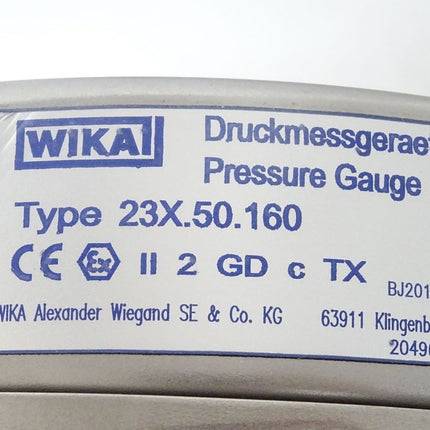 WIKA
Druckmessgerae
Pressure Gauge
Type 23X.50.160
CE Ex II 2 GD c TX
BJ201
WIKA Alexander Wiegand SE & Co. KG 63911 Klingenb
2049